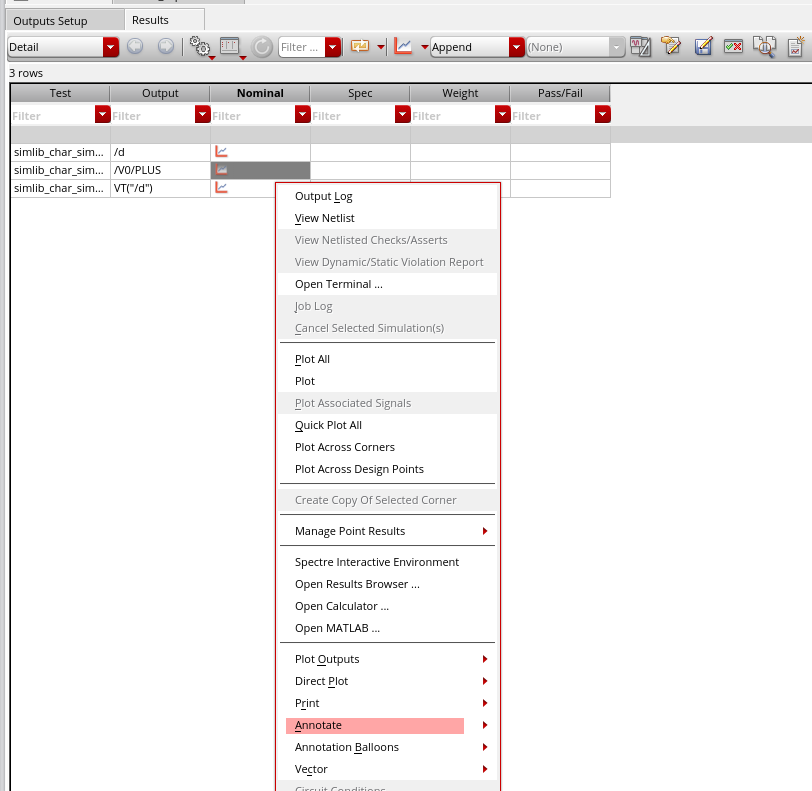 Outputs Setup Results
Detail Filter ... Append (None)
3 rows
Test Output Nominal Spec Weight Pass/Fail
Filter Filter Filter Filter Filter Filter
simlib_char_sim... /d
simlib_char_sim... /V0/PLUS
simlib_char_sim... VT("/d")
Output Log
View Netlist
View Netlisted Checks/Asserts
View Dynamic/Static Violation Report
Open Terminal ...
Job Log
Cancel Selected Simulation(s)
Plot All
Plot
Plot Associated Signals
Quick Plot All
Plot Across Corners
Plot Across Design Points
Create Copy Of Selected Corner
Manage Point Results
Spectre Interactive Environment
Open Results Browser ...
Open Calculator ...
Open MATLAB ...
Plot Outputs
Direct Plot
Print
Annotate
Annotation Balloons
Vector
Circuit Conditions